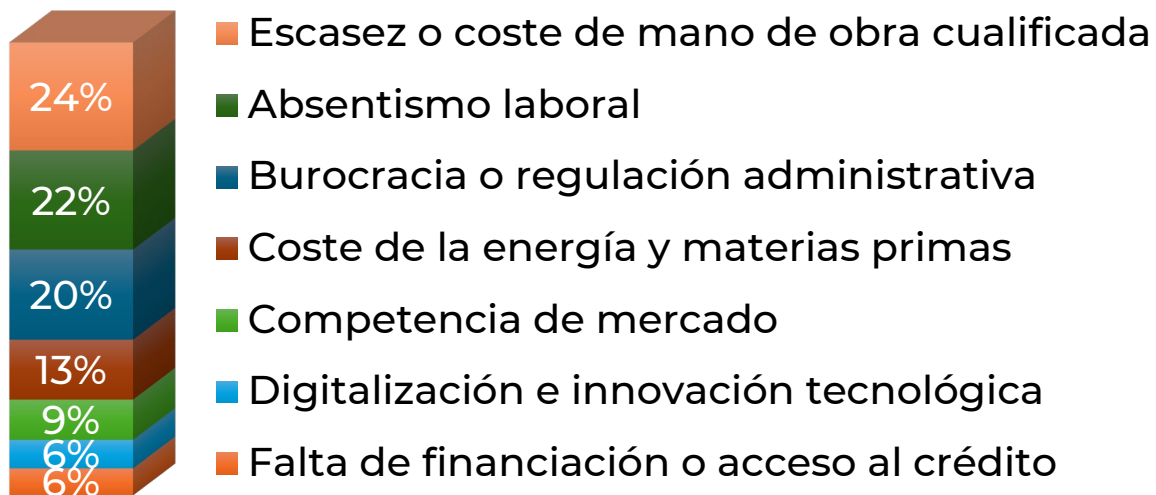 24%
22%
20%
13%
9%
6%
6%
Escasez o coste de mano de obra cualificada
Absentismo laboral
Burocracia o regulación administrativa
Coste de la energía y materias primas
Competencia de mercado
Digitalización e innovación tecnológica
Falta de financiación o acceso al crédito